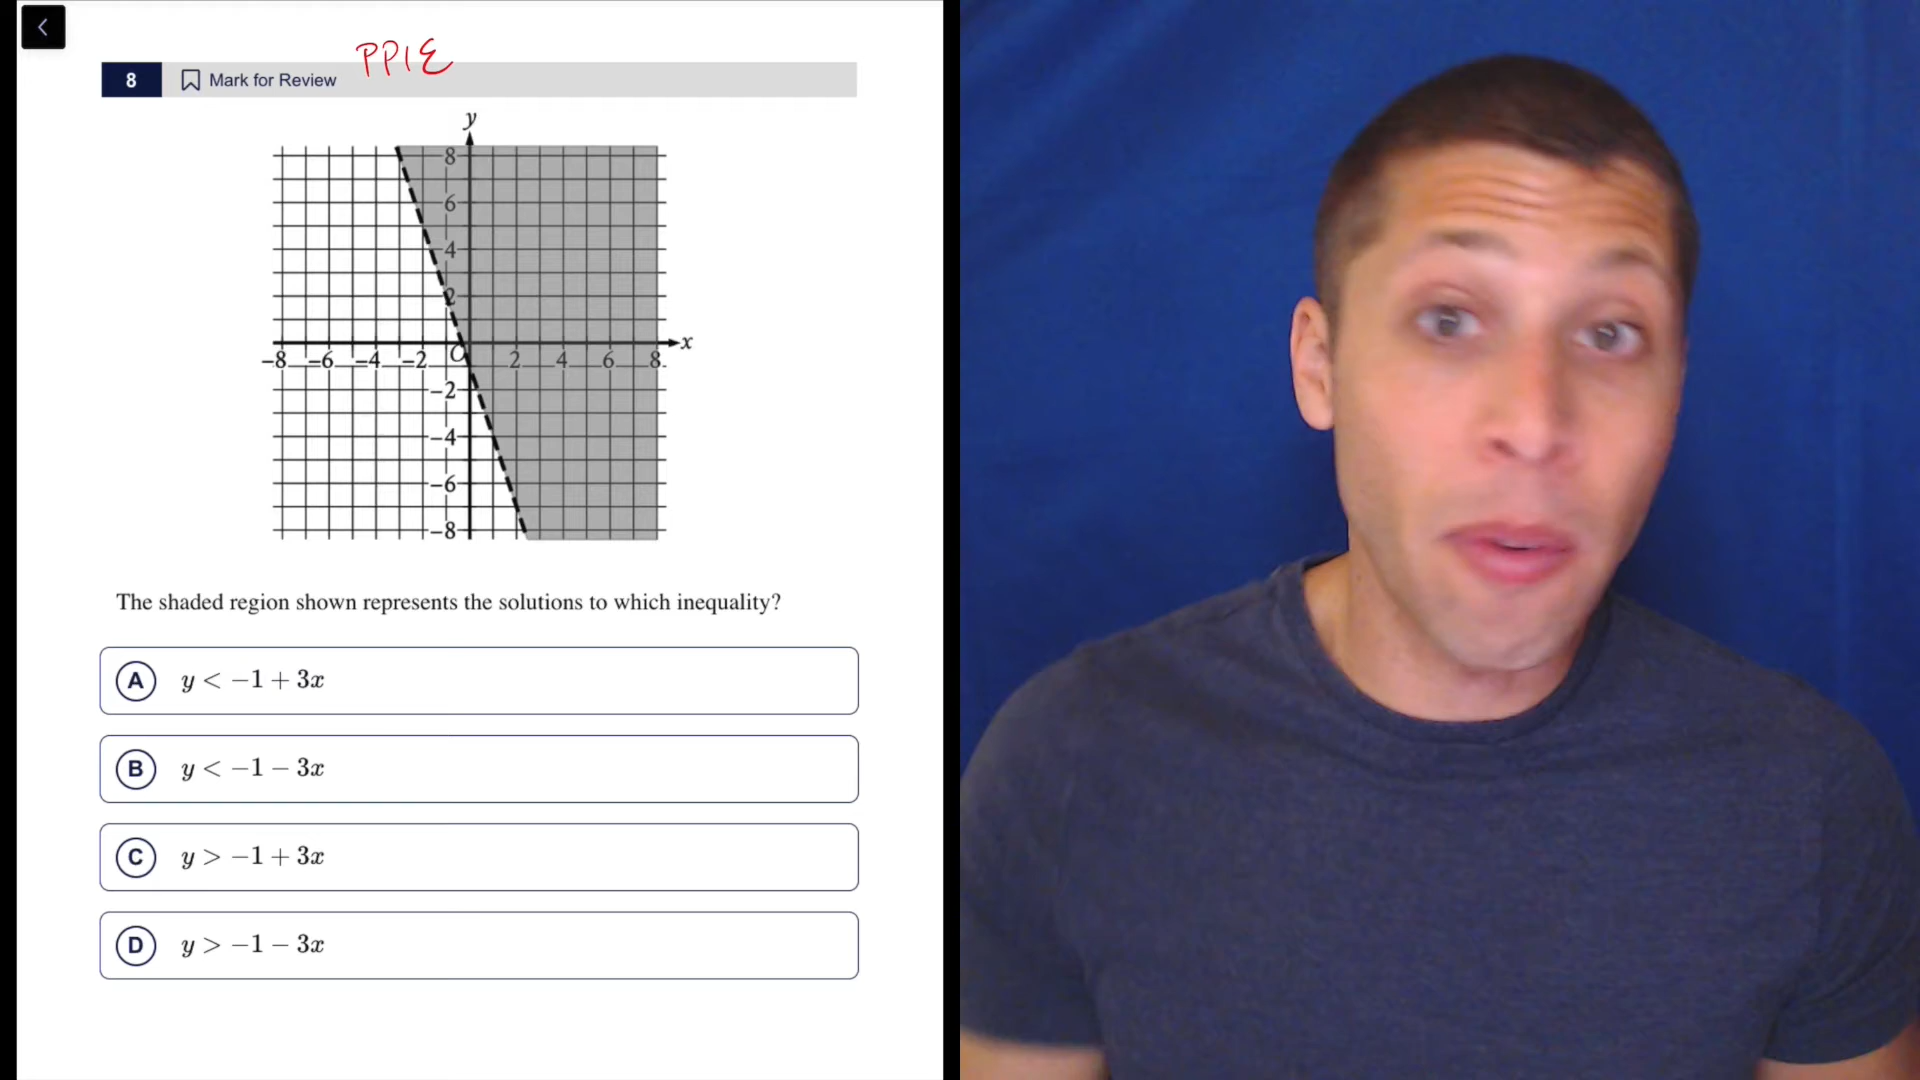 PPIE
8 Mark for Review
y
8
6
4
2
x
−8 −6 −4 −2 O 2 4 6 8
−2
−4
−6
−8
The shaded region shown represents the solutions to which inequality?
A y < −1 + 3x
B y < −1 − 3x
C y > −1 + 3x
D y > −1 − 3x